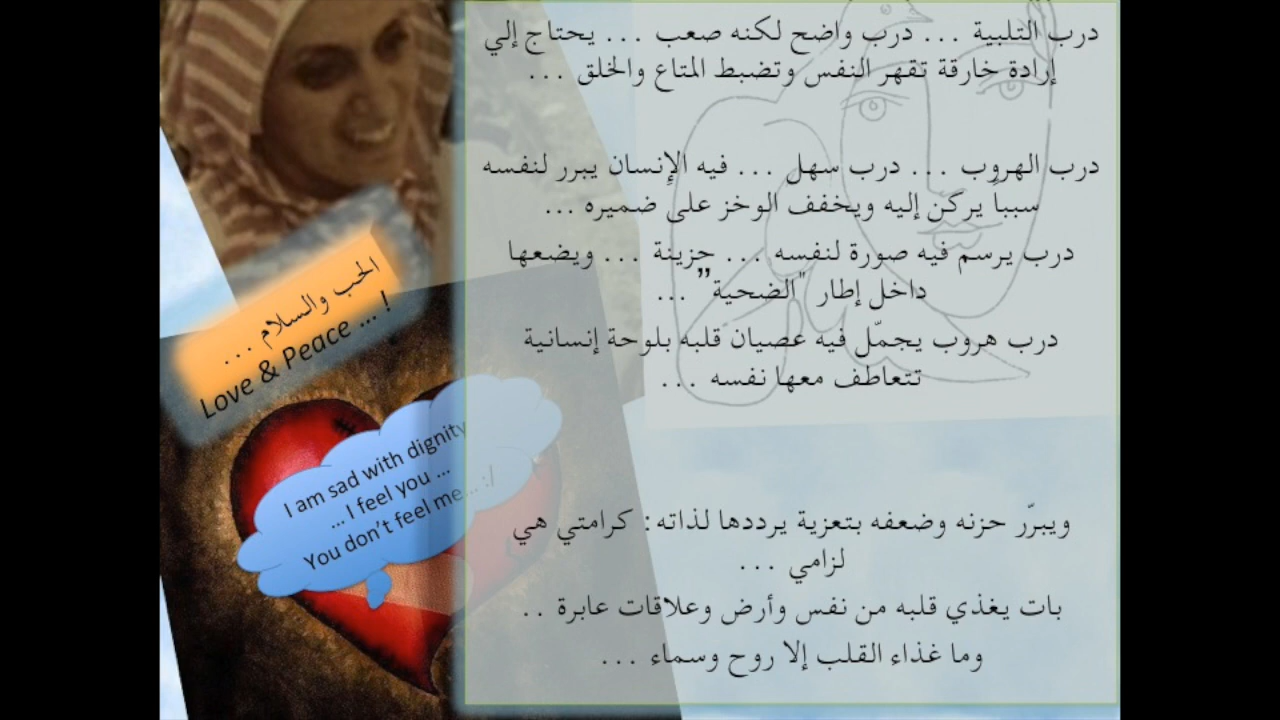 درب التلبية ... درب واضح لكنه صعب ... يحتاج إلي
إرادة خارقة تقهر النفس وتضبط المتاع والخلق ...
درب الهروب ... درب سهل ... فيه الإنسان يبرر لنفسه
سبباً يركن إليه ويخفف الوخز على ضميره ...
درب يرسم فيه صورة لنفسه ... حزينة ... ويضعها
داخل إطار "الضحية" ...
درب هروب يجمّل فيه عصيان قلبه بلوحة إنسانية
تتعاطف معها نفسه ...
ويبرّر حزنه وضعفه بتعزية يرددها لذاته: كرامتي هي
لزامي ...
بات يغذي قلبه من نفس وأرض وعلاقات عابرة ..
وما غذاء القلب إلا روح وسماء ...
الحب والسلام ...
Love & Peace ... !
I am sad with dignity
... I feel you ...
You don't feel me... :/